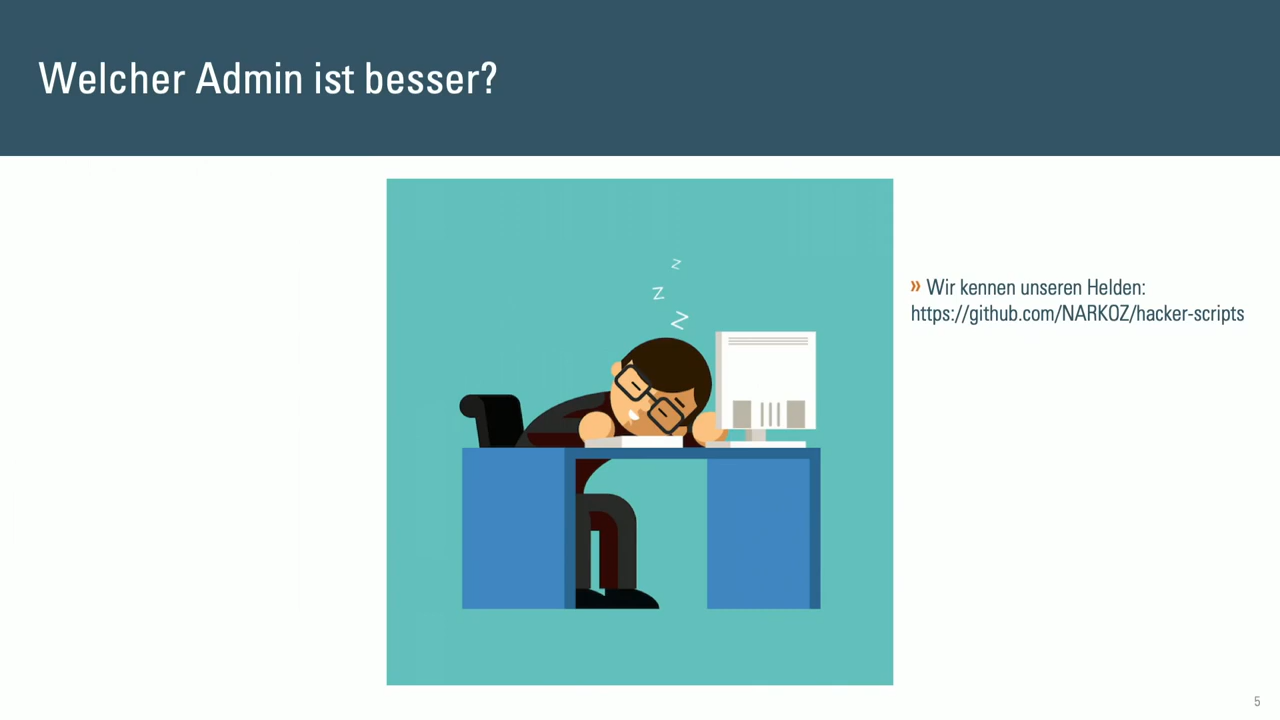 Welcher Admin ist besser?
z
z
z
» Wir kennen unseren Helden:
https://github.com/NARKOZ/hacker-scripts
5